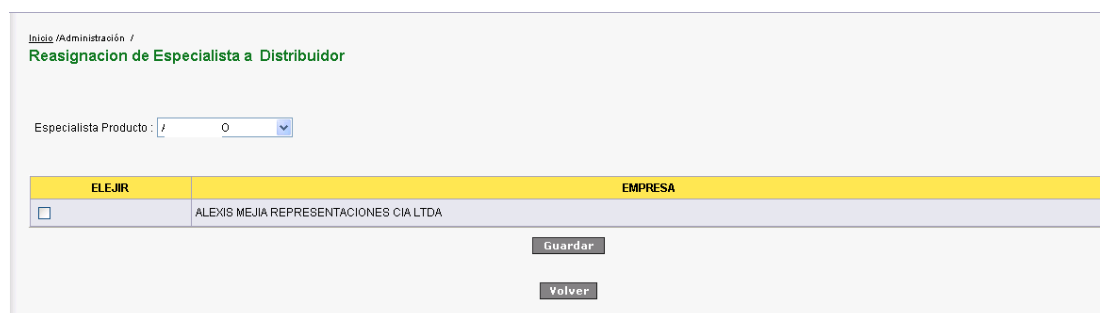 Inicio /Administración /
Reasignacion de Especialista a Distribuidor
Especialista Producto :
ELEJIR EMPRESA
ALEXIS MEJIA REPRESENTACIONES CIA LTDA
Guardar
Volver